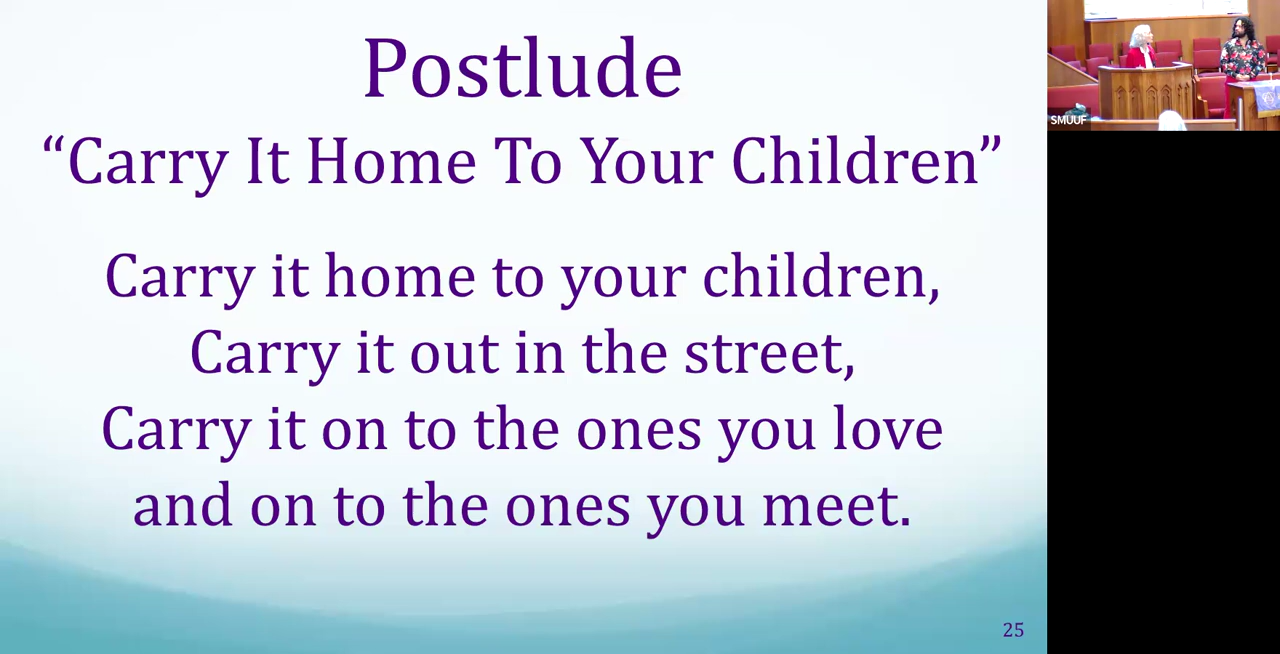 Postlude
“Carry It Home To Your Children”
Carry it home to your children,
Carry it out in the street,
Carry it on to the ones you love
and on to the ones you meet.
25
SMUUF